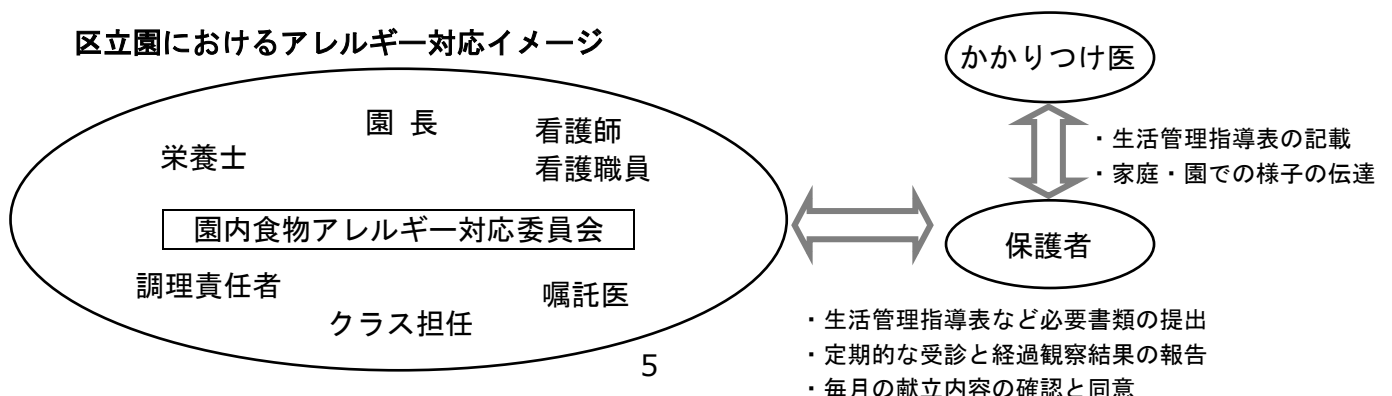 区立園におけるアレルギー対応イメージ
園 長
看護師
看護職員
栄養士
園内食物アレルギー対応委員会
調理責任者
嘱託医
クラス担任
5
かかりつけ医
・生活管理指導表の記載
・家庭・園での様子の伝達
保護者
・生活管理指導表など必要書類の提出
・定期的な受診と経過観察結果の報告
・毎月の献立内容の確認と同意